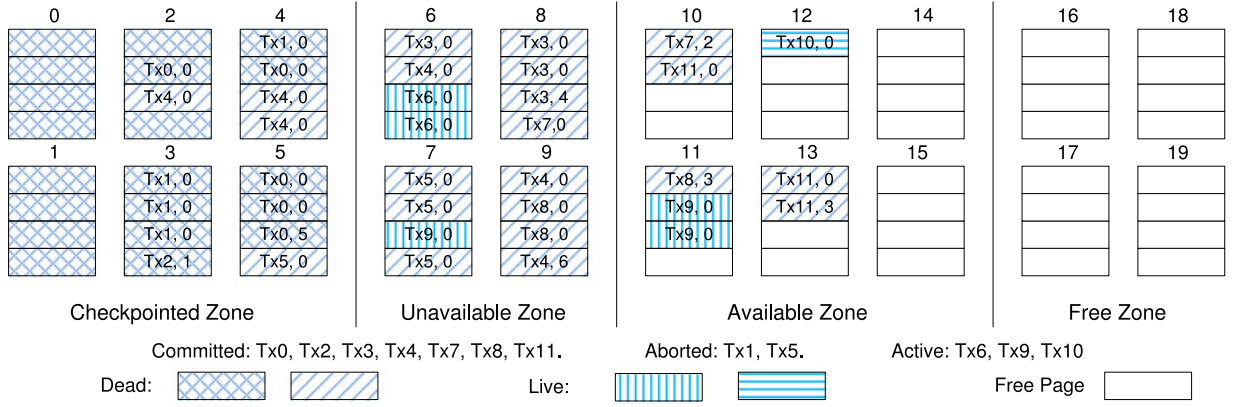 0 2 4 6 8 10 12 14 16 18
Tx1, 0 Tx3, 0 Tx3, 0 Tx7, 2 Tx10, 0
Tx0, 0 Tx0, 0 Tx4, 0 Tx3, 0 Tx11, 0
Tx4, 0 Tx4, 0 Tx6, 0 Tx3, 4
Tx4, 0 Tx6, 0 Tx7,0
1 3 5 7 9 11 13 15 17 19
Tx1, 0 Tx0, 0 Tx5, 0 Tx4, 0 Tx8, 3 Tx11, 0
Tx1, 0 Tx0, 0 Tx5, 0 Tx8, 0 Tx9, 0 Tx11, 3
Tx1, 0 Tx0, 5 Tx9, 0 Tx8, 0 Tx9, 0
Tx2, 1 Tx5, 0 Tx5, 0 Tx4, 6
Checkpointed Zone Unavailable Zone Available Zone Free Zone
Committed: Tx0, Tx2, Tx3, Tx4, Tx7, Tx8, Tx11. Aborted: Tx1, Tx5. Active: Tx6, Tx9, Tx10
Dead: Live: Free Page